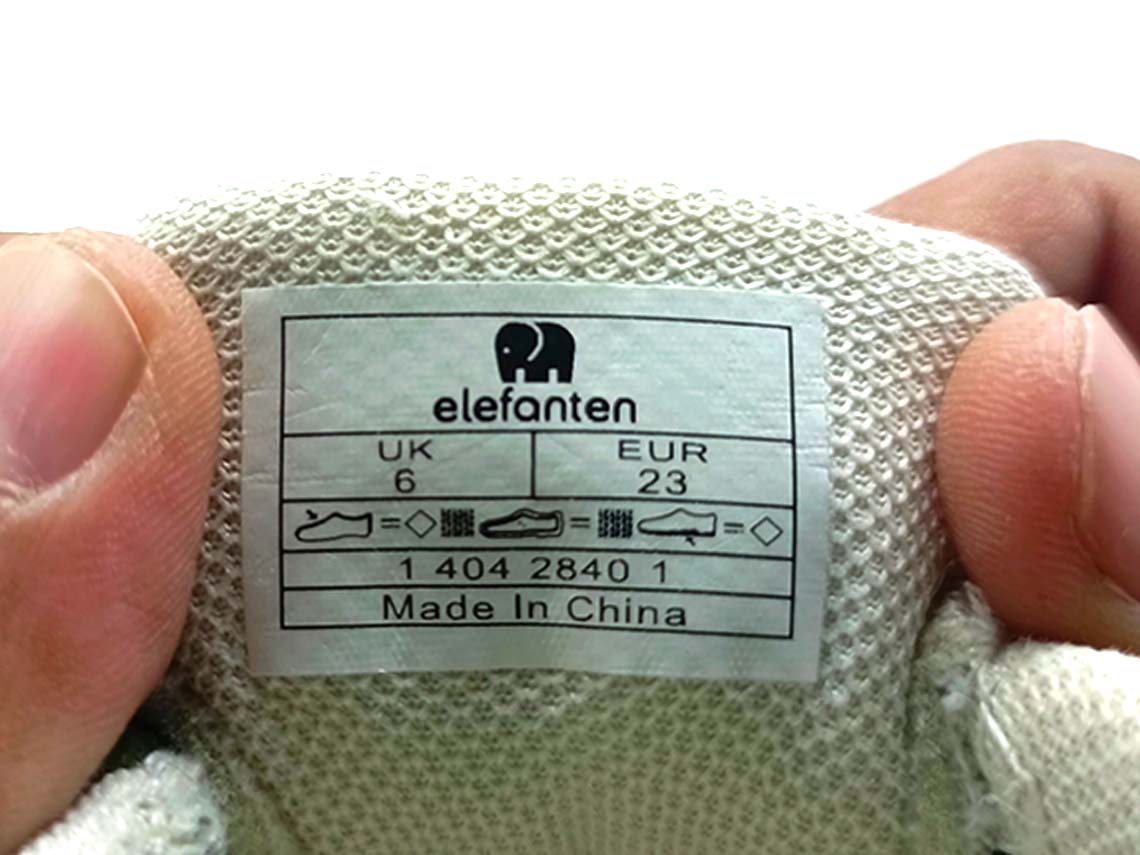 elefanten
UK EUR
6 23
= =  =
1 404 2840 1
Made In China